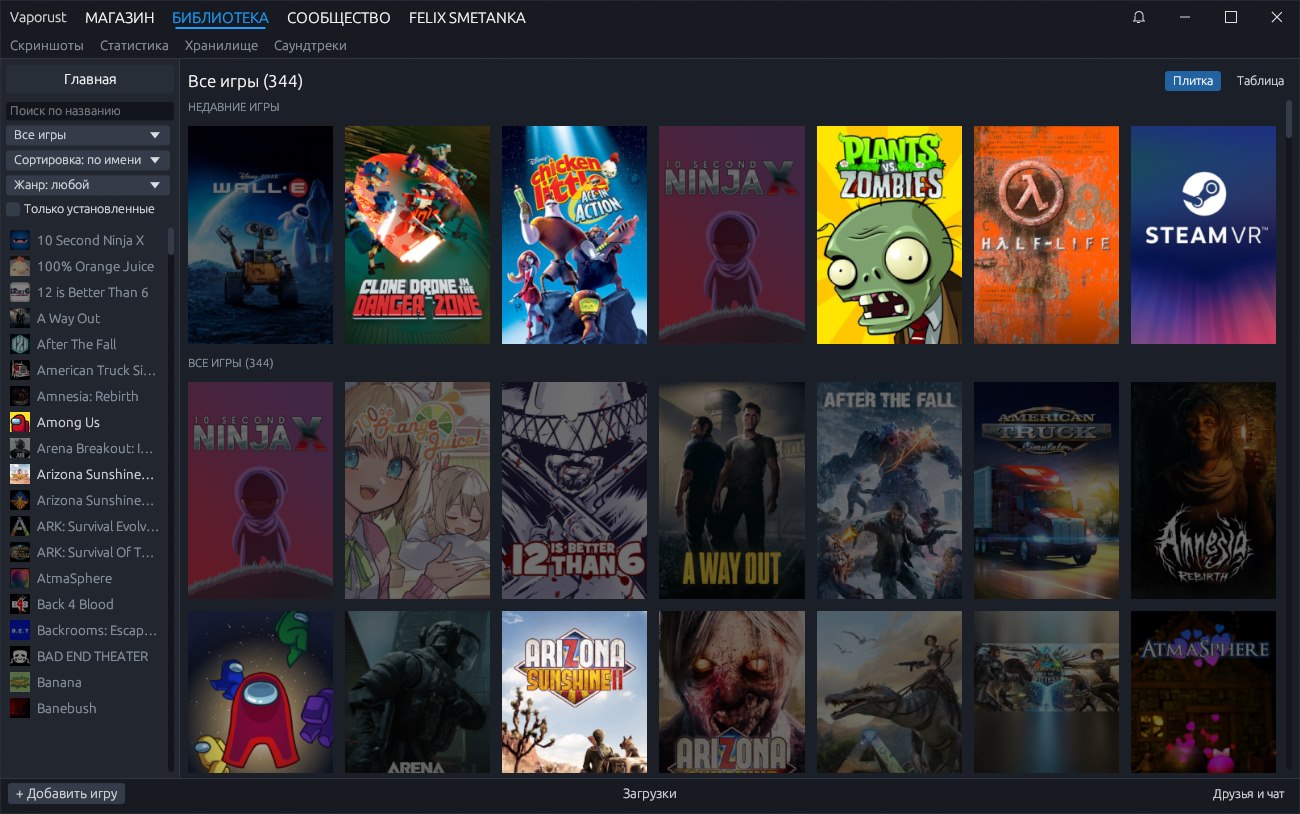 Vaporust МАГАЗИН БИБЛИОТЕКА СООБЩЕСТВО FELIX SMETANKA
Скриншоты Статистика Хранилище Саундтреки
Главная
Поиск по названию
Все игры
Сортировка: по имени
Жанр: любой
Только установленные
10 Second Ninja X
100% Orange Juice
12 is Better Than 6
A Way Out
After The Fall
American Truck Si...
Amnesia: Rebirth
Among Us
Arena Breakout: I...
Arizona Sunshine...
Arizona Sunshine...
ARK: Survival Evolv...
ARK: Survival Of T...
AtmaSphere
Back 4 Blood
Backrooms: Escap...
BAD END THEATER
Banana
Banebush
+ Добавить игру
Все игры (344)
Плитка Таблица
НЕДАВНИЕ ИГРЫ
DISNEY·PIXAR
WALL·E
CLONE DRONE IN THE
DANGER-ZONE
Disney's
chicken
little
ACE IN
ACTION
10 SECOND
NINJA X
PLANTS
VS.
ZOMBIES
HALF-LIFE
STEAMVR™
ВСЕ ИГРЫ (344)
10 SECOND
NINJA X
100%
Orange
Juice!
12 IS BETTER
THAN 6
A WAY OUT
AFTER THE FALL
AMERICAN
TRUCK
Simulator
Amnesia
REBIRTH
ARENA
ARIZONA
SUNSHINE II
ARIZONA
ATMASPHERE
Загрузки
Друзья и чат